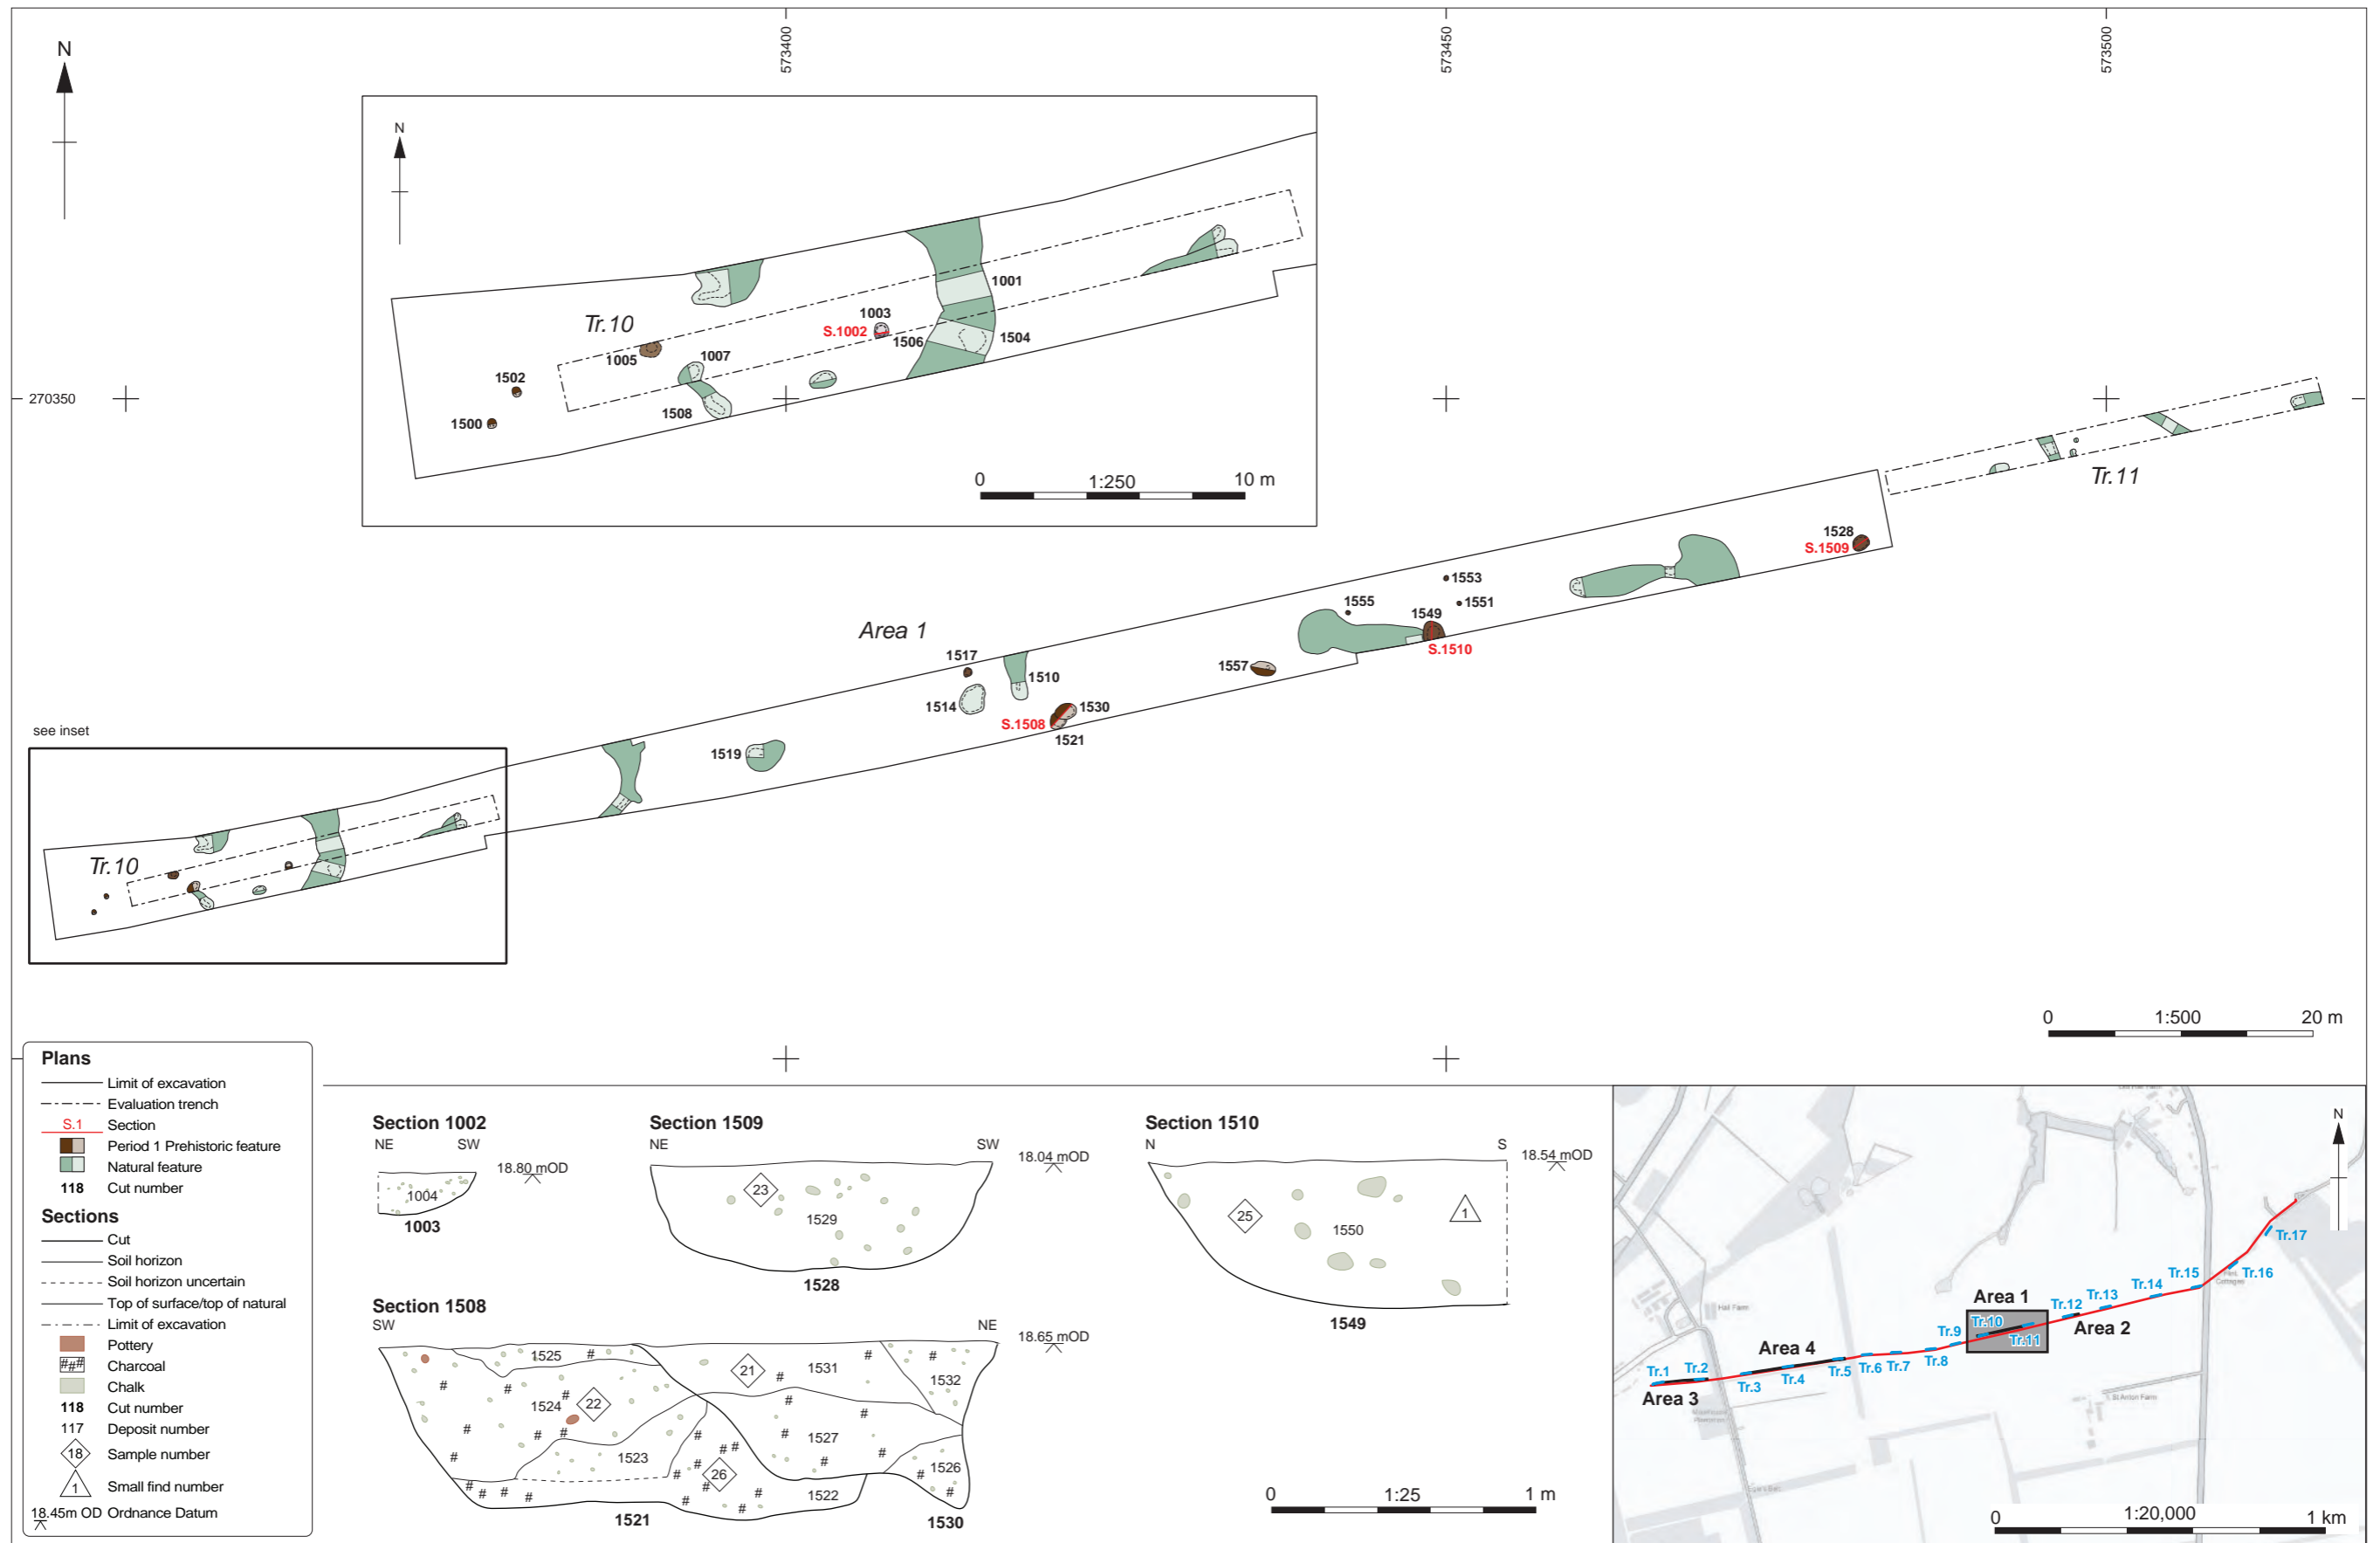 573400
573450
573500
N
N
1001
1003
S.1002
1506
1504
Tr.10
1005
1007
1502
1508
1500
270350
0 1:250 10 m
Tr.11
1528
S.1509
1553
1551
1555
1549
S.1510
Area 1
1517
1557
1510
1514
1530
S.1508
1521
1519
see inset
Tr.10
0 1:500 20 m
Plans
Limit of excavation
Evaluation trench
S.1 Section
Period 1 Prehistoric feature
Natural feature
118 Cut number
Sections
Cut
Soil horizon
Soil horizon uncertain
Top of surface/top of natural
Limit of excavation
Pottery
### Charcoal
Chalk
118 Cut number
117 Deposit number
18 Sample number
1 Small find number
18.45m OD Ordnance Datum
Section 1002
NE SW
18.80 mOD
1004
1003
Section 1509
NE SW
18.04 mOD
23
1529
1528
Section 1510
N S
18.54 mOD
25
1550
1
1549
Section 1508
SW NE
18.65 mOD
1525
21
1531
1532
1524
22
1527
1523
26
1526
1522
1521
1530
0 1:25 1 m
N
Tr.17
Tr.16
Tr.15
Tr.14
Tr.13
Tr.12
Area 1
Tr.10
Tr.11
Area 2
Tr.9
Tr.8
Tr.7
Tr.6
Tr.5
Area 4
Tr.4
Tr.3
Tr.2
Tr.1
Area 3
Hall Farm
St Anton Farm
Cottages
0 1:20,000 1 km